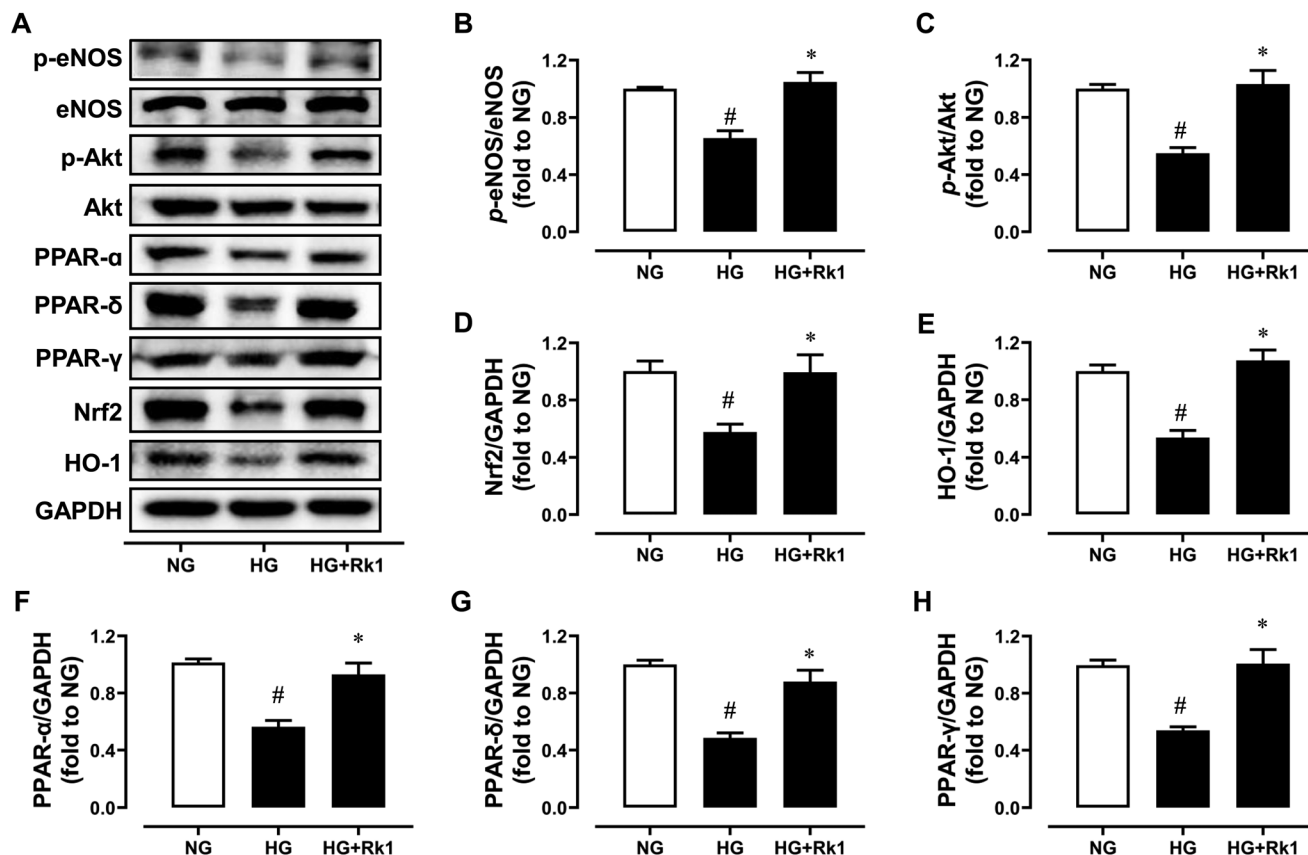 A
p-eNOS
eNOS
p-Akt
Akt
PPAR-α
PPAR-δ
PPAR-γ
Nrf2
HO-1
GAPDH
NG HG HG+Rk1
B
p-eNOS/eNOS
(fold to NG)
1.2
0.8
0.4
0.0
#
*
NG HG HG+Rk1
C
p-Akt/Akt
(fold to NG)
1.2
0.8
0.4
0.0
#
*
NG HG HG+Rk1
D
Nrf2/GAPDH
(fold to NG)
1.2
0.8
0.4
0.0
#
*
NG HG HG+Rk1
E
HO-1/GAPDH
(fold to NG)
1.2
0.8
0.4
0.0
#
*
NG HG HG+Rk1
F
PPAR-α/GAPDH
(fold to NG)
1.2
0.8
0.4
0.0
#
*
NG HG HG+Rk1
G
PPAR-δ/GAPDH
(fold to NG)
1.2
0.8
0.4
0.0
#
*
NG HG HG+Rk1
H
PPAR-γ/GAPDH
(fold to NG)
1.2
0.8
0.4
0.0
#
*
NG HG HG+Rk1